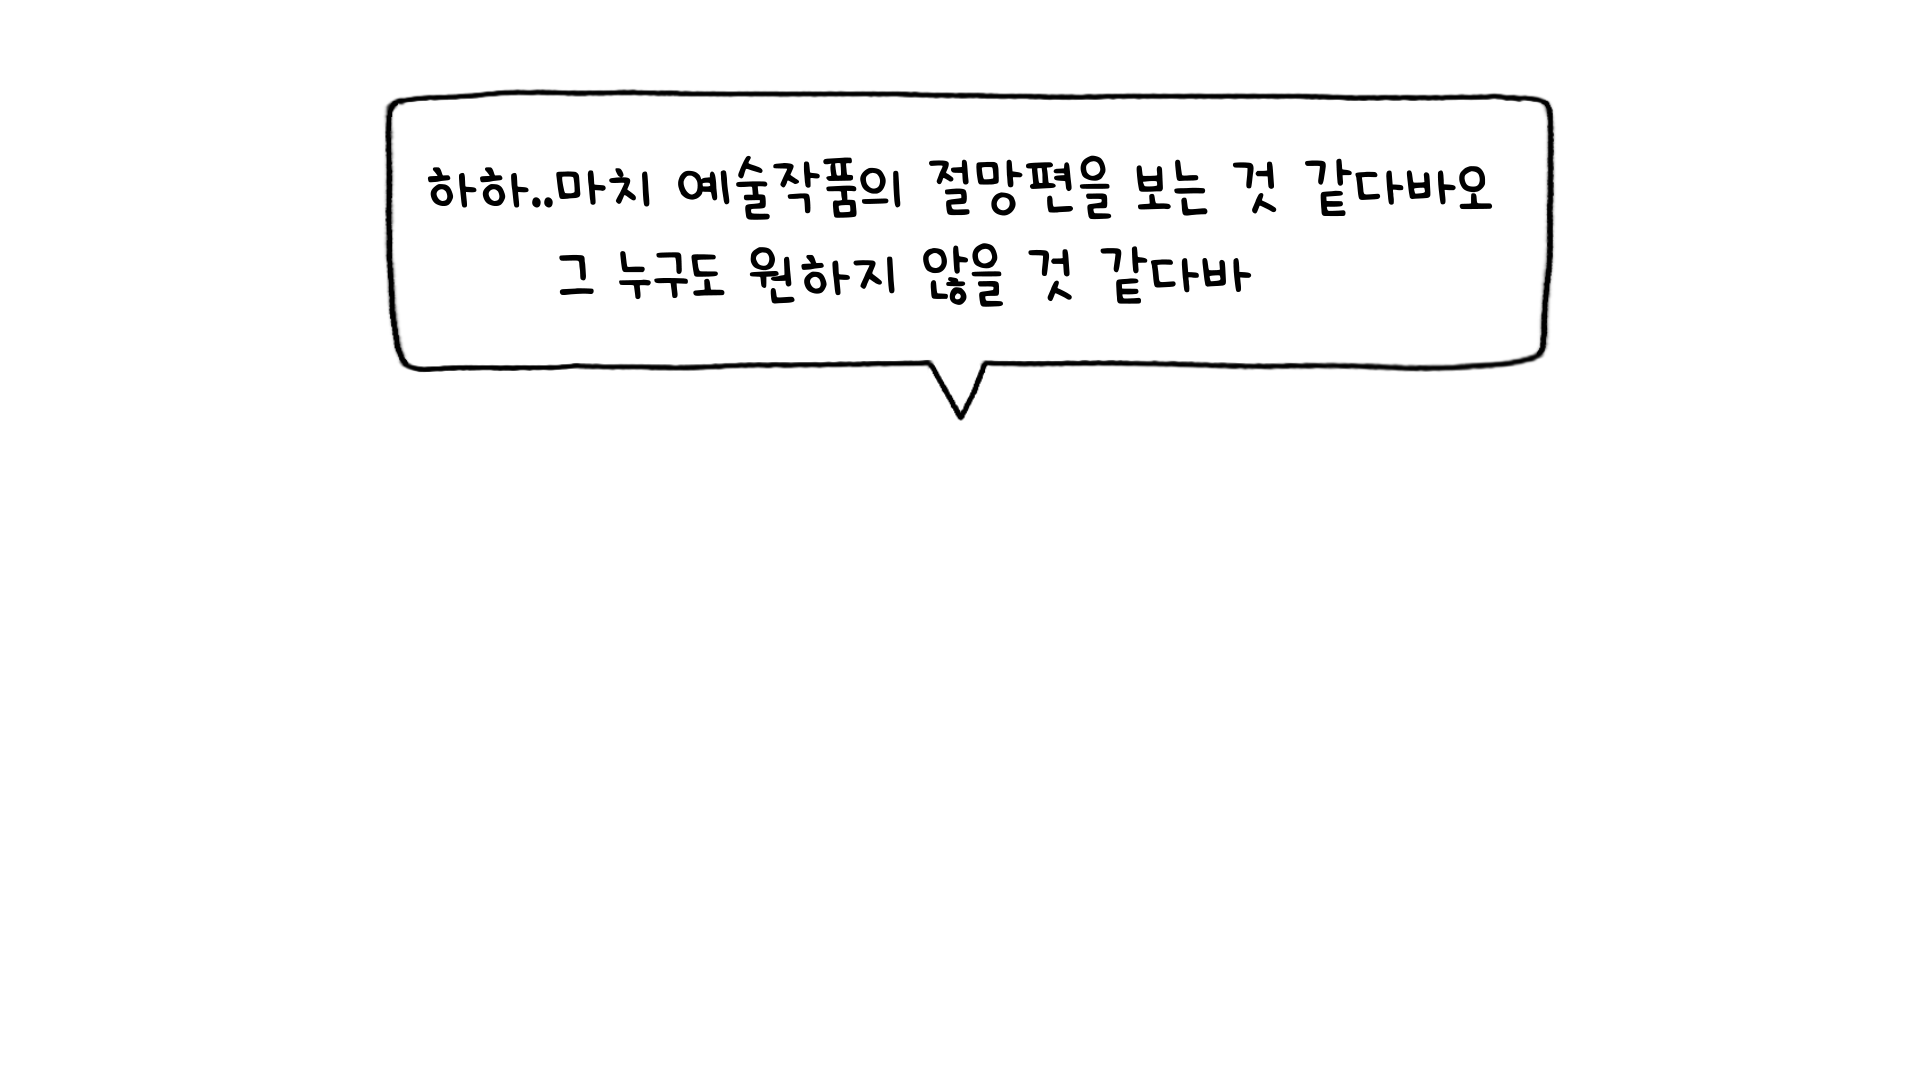 하하..마치 예술작품의 절망편을 보는 것 같다바오
그 누구도 원하지 않을 것 같다바